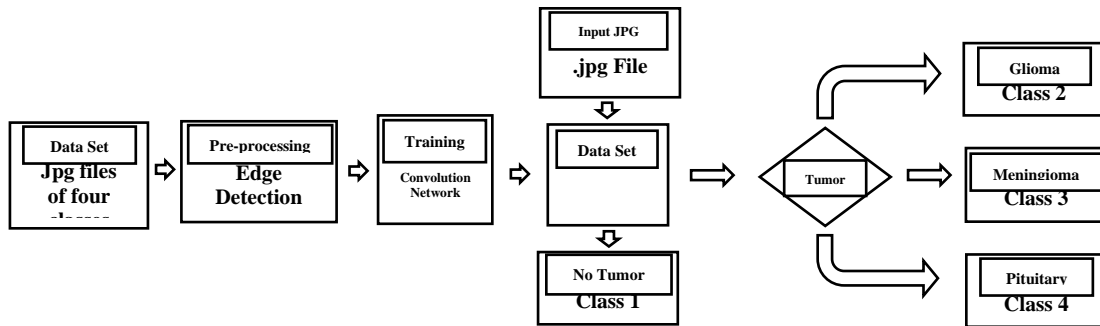 Data Set
Jpg files
of four
classes
Pre-processing
Edge
Detection
Training
Convolution
Network
Input JPG
.jpg File
Data Set
No Tumor
Class 1
Tumor
Glioma
Class 2
Meningioma
Class 3
Pituitary
Class 4